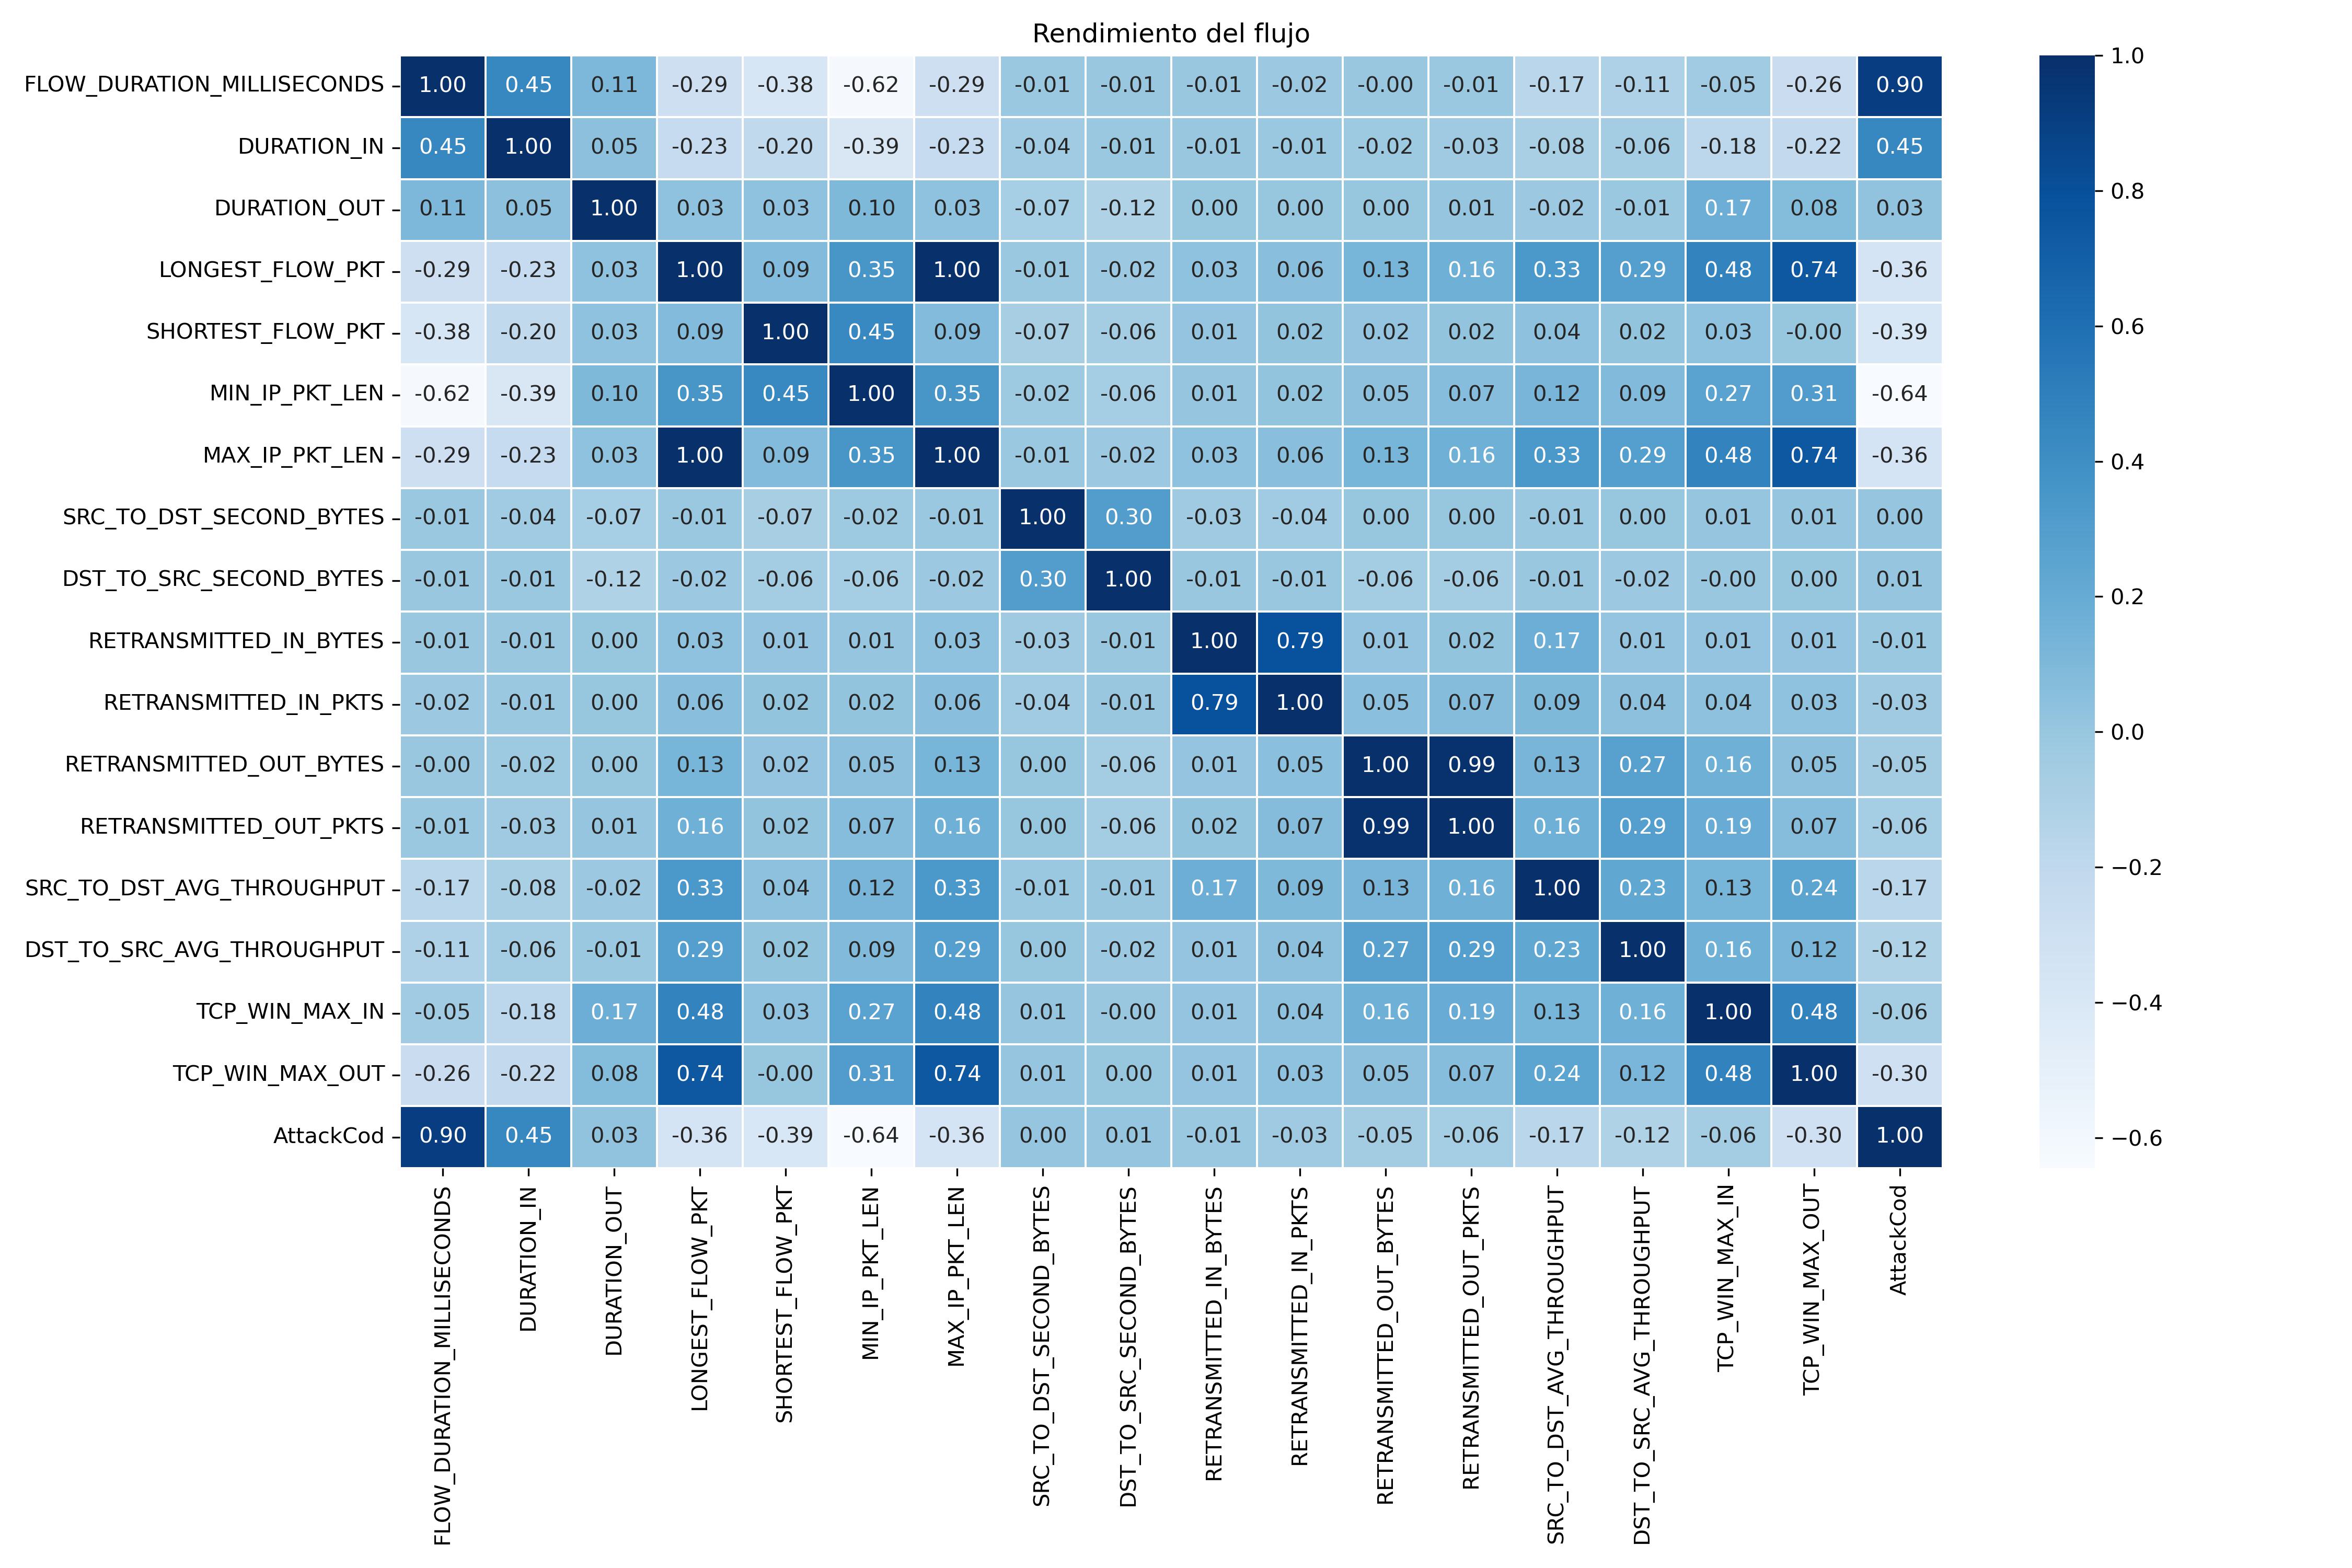 Rendimiento del flujo
FLOW_DURATION_MILLISECONDS 1.00 0.45 0.11 -0.29 -0.38 -0.62 -0.29 -0.01 -0.01 -0.01 -0.02 -0.00 -0.01 -0.17 -0.11 -0.05 -0.26 0.90
DURATION_IN 0.45 1.00 0.05 -0.23 -0.20 -0.39 -0.23 -0.04 -0.01 -0.01 -0.01 -0.02 -0.03 -0.08 -0.06 -0.18 -0.22 0.45
DURATION_OUT 0.11 0.05 1.00 0.03 0.03 0.10 0.03 -0.07 -0.12 0.00 0.00 0.00 0.01 -0.02 -0.01 0.17 0.08 0.03
LONGEST_FLOW_PKT -0.29 -0.23 0.03 1.00 0.09 0.35 1.00 -0.01 -0.02 0.03 0.06 0.13 0.16 0.33 0.29 0.48 0.74 -0.36
SHORTEST_FLOW_PKT -0.38 -0.20 0.03 0.09 1.00 0.45 0.09 -0.07 -0.06 0.01 0.02 0.02 0.02 0.04 0.02 0.03 -0.00 -0.39
MIN_IP_PKT_LEN -0.62 -0.39 0.10 0.35 0.45 1.00 0.35 -0.02 -0.06 0.01 0.02 0.05 0.07 0.12 0.09 0.27 0.31 -0.64
MAX_IP_PKT_LEN -0.29 -0.23 0.03 1.00 0.09 0.35 1.00 -0.01 -0.02 0.03 0.06 0.13 0.16 0.33 0.29 0.48 0.74 -0.36
SRC_TO_DST_SECOND_BYTES -0.01 -0.04 -0.07 -0.01 -0.07 -0.02 -0.01 1.00 0.30 -0.03 -0.04 0.00 0.00 -0.01 0.00 0.01 0.01 0.00
DST_TO_SRC_SECOND_BYTES -0.01 -0.01 -0.12 -0.02 -0.06 -0.06 -0.02 0.30 1.00 -0.01 -0.01 -0.06 -0.06 -0.01 -0.02 -0.00 0.00 0.01
RETRANSMITTED_IN_BYTES -0.01 -0.01 0.00 0.03 0.01 0.01 0.03 -0.03 -0.01 1.00 0.79 0.01 0.02 0.17 0.01 0.01 0.01 -0.01
RETRANSMITTED_IN_PKTS -0.02 -0.01 0.00 0.06 0.02 0.02 0.06 -0.04 -0.01 0.79 1.00 0.05 0.07 0.09 0.04 0.04 0.03 -0.03
RETRANSMITTED_OUT_BYTES -0.00 -0.02 0.00 0.13 0.02 0.05 0.13 0.00 -0.06 0.01 0.05 1.00 0.99 0.13 0.27 0.16 0.05 -0.05
RETRANSMITTED_OUT_PKTS -0.01 -0.03 0.01 0.16 0.02 0.07 0.16 0.00 -0.06 0.02 0.07 0.99 1.00 0.16 0.29 0.19 0.07 -0.06
SRC_TO_DST_AVG_THROUGHPUT -0.17 -0.08 -0.02 0.33 0.04 0.12 0.33 -0.01 -0.01 0.17 0.09 0.13 0.16 1.00 0.23 0.13 0.24 -0.17
DST_TO_SRC_AVG_THROUGHPUT -0.11 -0.06 -0.01 0.29 0.02 0.09 0.29 0.00 -0.02 0.01 0.04 0.27 0.29 0.23 1.00 0.16 0.12 -0.12
TCP_WIN_MAX_IN -0.05 -0.18 0.17 0.48 0.03 0.27 0.48 0.01 -0.00 0.01 0.04 0.16 0.19 0.13 0.16 1.00 0.48 -0.06
TCP_WIN_MAX_OUT -0.26 -0.22 0.08 0.74 -0.00 0.31 0.74 0.01 0.00 0.01 0.03 0.05 0.07 0.24 0.12 0.48 1.00 -0.30
AttackCod 0.90 0.45 0.03 -0.36 -0.39 -0.64 -0.36 0.00 0.01 -0.01 -0.03 -0.05 -0.06 -0.17 -0.12 -0.06 -0.30 1.00
FLOW_DURATION_MILLISECONDS
DURATION_IN
DURATION_OUT
LONGEST_FLOW_PKT
SHORTEST_FLOW_PKT
MIN_IP_PKT_LEN
MAX_IP_PKT_LEN
SRC_TO_DST_SECOND_BYTES
DST_TO_SRC_SECOND_BYTES
RETRANSMITTED_IN_BYTES
RETRANSMITTED_IN_PKTS
RETRANSMITTED_OUT_BYTES
RETRANSMITTED_OUT_PKTS
SRC_TO_DST_AVG_THROUGHPUT
DST_TO_SRC_AVG_THROUGHPUT
TCP_WIN_MAX_IN
TCP_WIN_MAX_OUT
AttackCod
1.0
0.8
0.6
0.4
0.2
0.0
−0.2
−0.4
−0.6